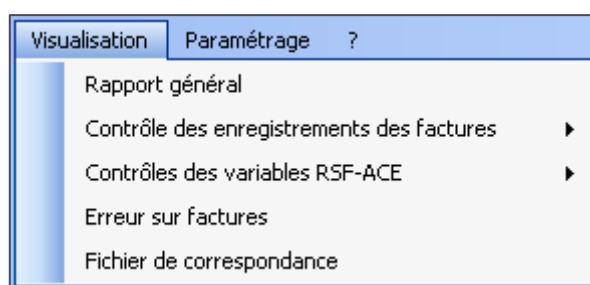 Visualisation Paramétrage ?
Rapport général
Contrôle des enregistrements des factures
Contrôles des variables RSF-ACE
Erreur sur factures
Fichier de correspondance